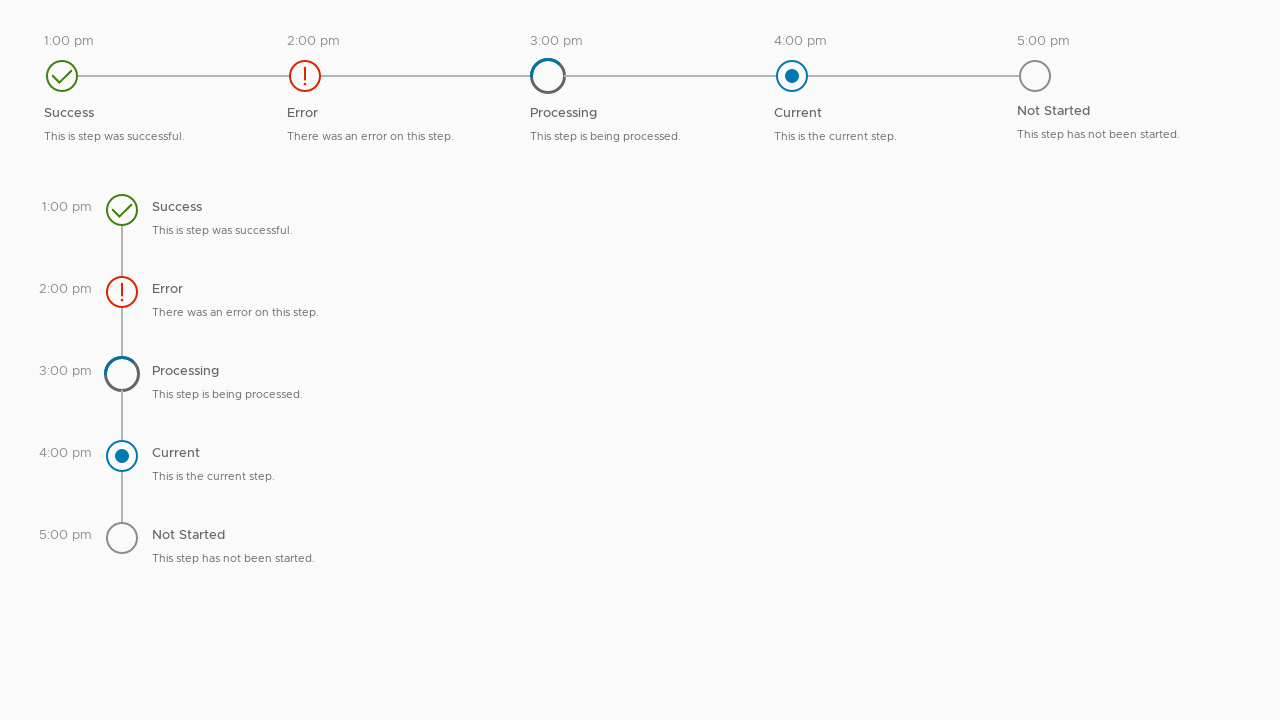 1:00 pm
2:00 pm
3:00 pm
4:00 pm
5:00 pm
Success
Error
Processing
Current
Not Started
This is step was successful.
There was an error on this step.
This step is being processed.
This is the current step.
This step has not been started.
1:00 pm
Success
This is step was successful.
2:00 pm
Error
There was an error on this step.
3:00 pm
Processing
This step is being processed.
4:00 pm
Current
This is the current step.
5:00 pm
Not Started
This step has not been started.